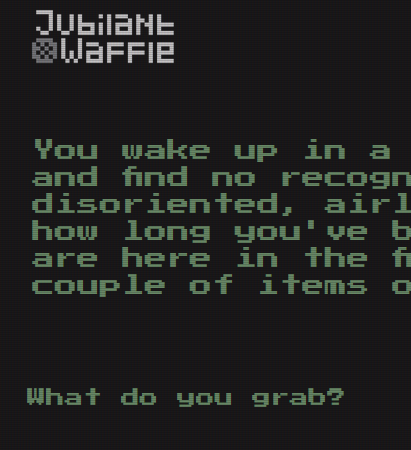 Jubilant
Waffle
You wake up in a
and find no recogn
disoriented, airl
how long you've b
are here in the fi
couple of items o
What do you grab?